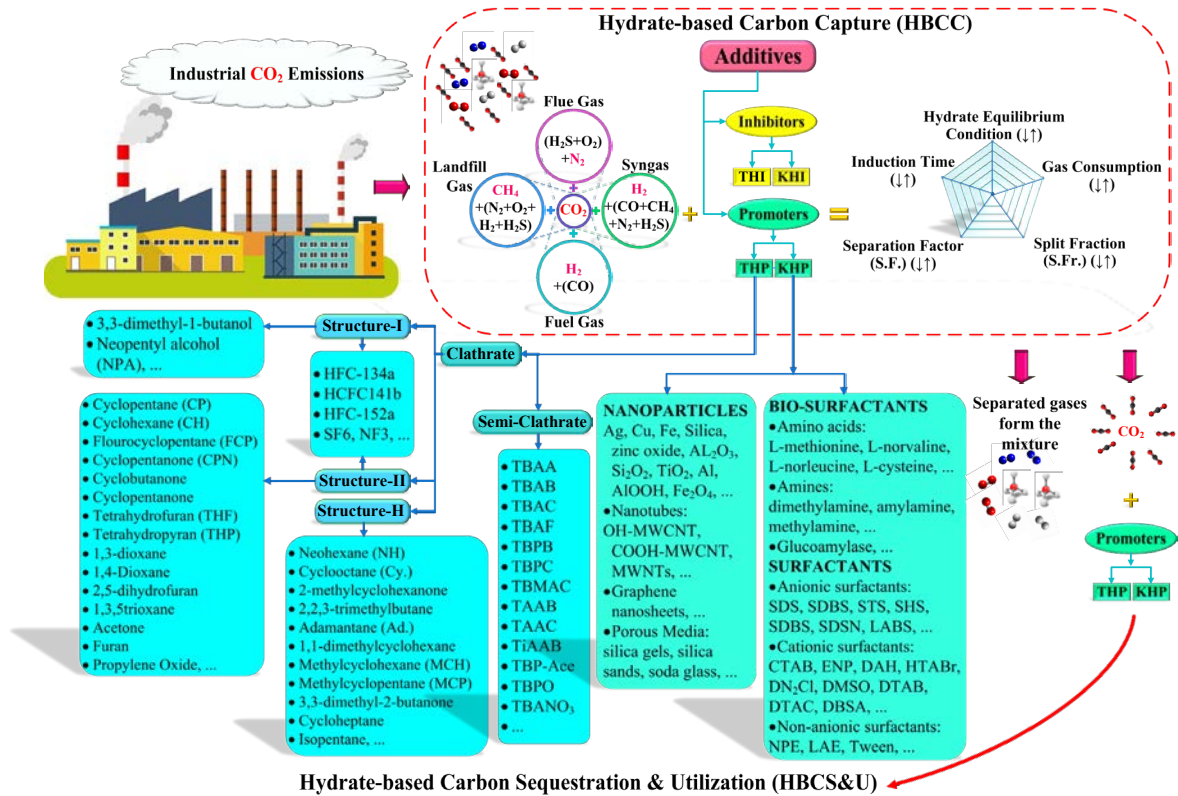 Hydrate-based Carbon Capture (HBCC)
Industrial CO₂ Emissions
Additives
Inhibitors
THI KHI
Promoters
THP KHP
Flue Gas
(H₂S+O₂)
+N₂
Landfill
Gas
CH₄
+(N₂+O₂+
H₂+H₂S)
CO₂
Syngas
H₂
+(CO+CH₄
+N₂+H₂S)
H₂
+(CO)
Fuel Gas
+
=
Hydrate Equilibrium
Condition (↓↑)
Induction Time
(↓↑)
Gas Consumption
(↓↑)
Separation Factor
(S.F.) (↓↑)
Split Fraction
(S.Fr.) (↓↑)
Structure-I
• 3,3-dimethyl-1-butanol
• Neopentyl alcohol
(NPA), ...
Clathrate
• HFC-134a
• HCFC141b
• HFC-152a
• SF6, NF3, ...
Semi-Clathrate
Structure-II
Structure-H
• Cyclopentane (CP)
• Cyclohexane (CH)
• Flourocyclopentane (FCP)
• Cyclopentanone (CPN)
• Cyclobutanone
• Cyclopentanone
• Tetrahydrofuran (THF)
• Tetrahydropyran (THP)
• 1,3-dioxane
• 1,4-Dioxane
• 2,5-dihydrofuran
• 1,3,5trioxane
• Acetone
• Furan
• Propylene Oxide, ...
• Neohexane (NH)
• Cyclooctane (Cy.)
• 2-methylcyclohexanone
• 2,2,3-trimethylbutane
• Adamantane (Ad.)
• 1,1-dimethylcyclohexane
• Methylcyclohexane (MCH)
• Methylcyclopentane (MCP)
• 3,3-dimethyl-2-butanone
• Cycloheptane
• Isopentane, ...
• TBAA
• TBAB
• TBAC
• TBAF
• TBPB
• TBPC
• TBMAC
• TAAB
• TAAC
• TiAAB
• TBP-Ace
• TBPO
• TBANO₃
• ...
NANOPARTICLES
Ag, Cu, Fe, Silica,
zinc oxide, AL₂O₃,
Si₂O₂, TiO₂, Al,
AlOOH, Fe₂O₄, ...
•Nanotubes:
OH-MWCNT,
COOH-MWCNT,
MWNTs, ...
•Graphene
nanosheets, ...
•Porous Media:
silica gels, silica
sands, soda glass, ...
BIO-SURFACTANTS
•Amino acids:
L-methionine, L-norvaline,
L-norleucine, L-cysteine, ...
•Amines:
dimethylamine, amylamine,
methylamine, ...
•Glucoamylase, ...
SURFACTANTS
•Anionic surfactants:
SDS, SDBS, STS, SHS,
SDBS, SDSN, LABS, ...
•Cationic surfactants:
CTAB, ENP, DAH, HTABr,
DN₂Cl, DMSO, DTAB,
DTAC, DBSA, ...
•Non-anionic surfactants:
NPE, LAE, Tween, ...
Separated gases
form the
mixture
CO₂
+
Promoters
THP KHP
Hydrate-based Carbon Sequestration & Utilization (HBCS&U)